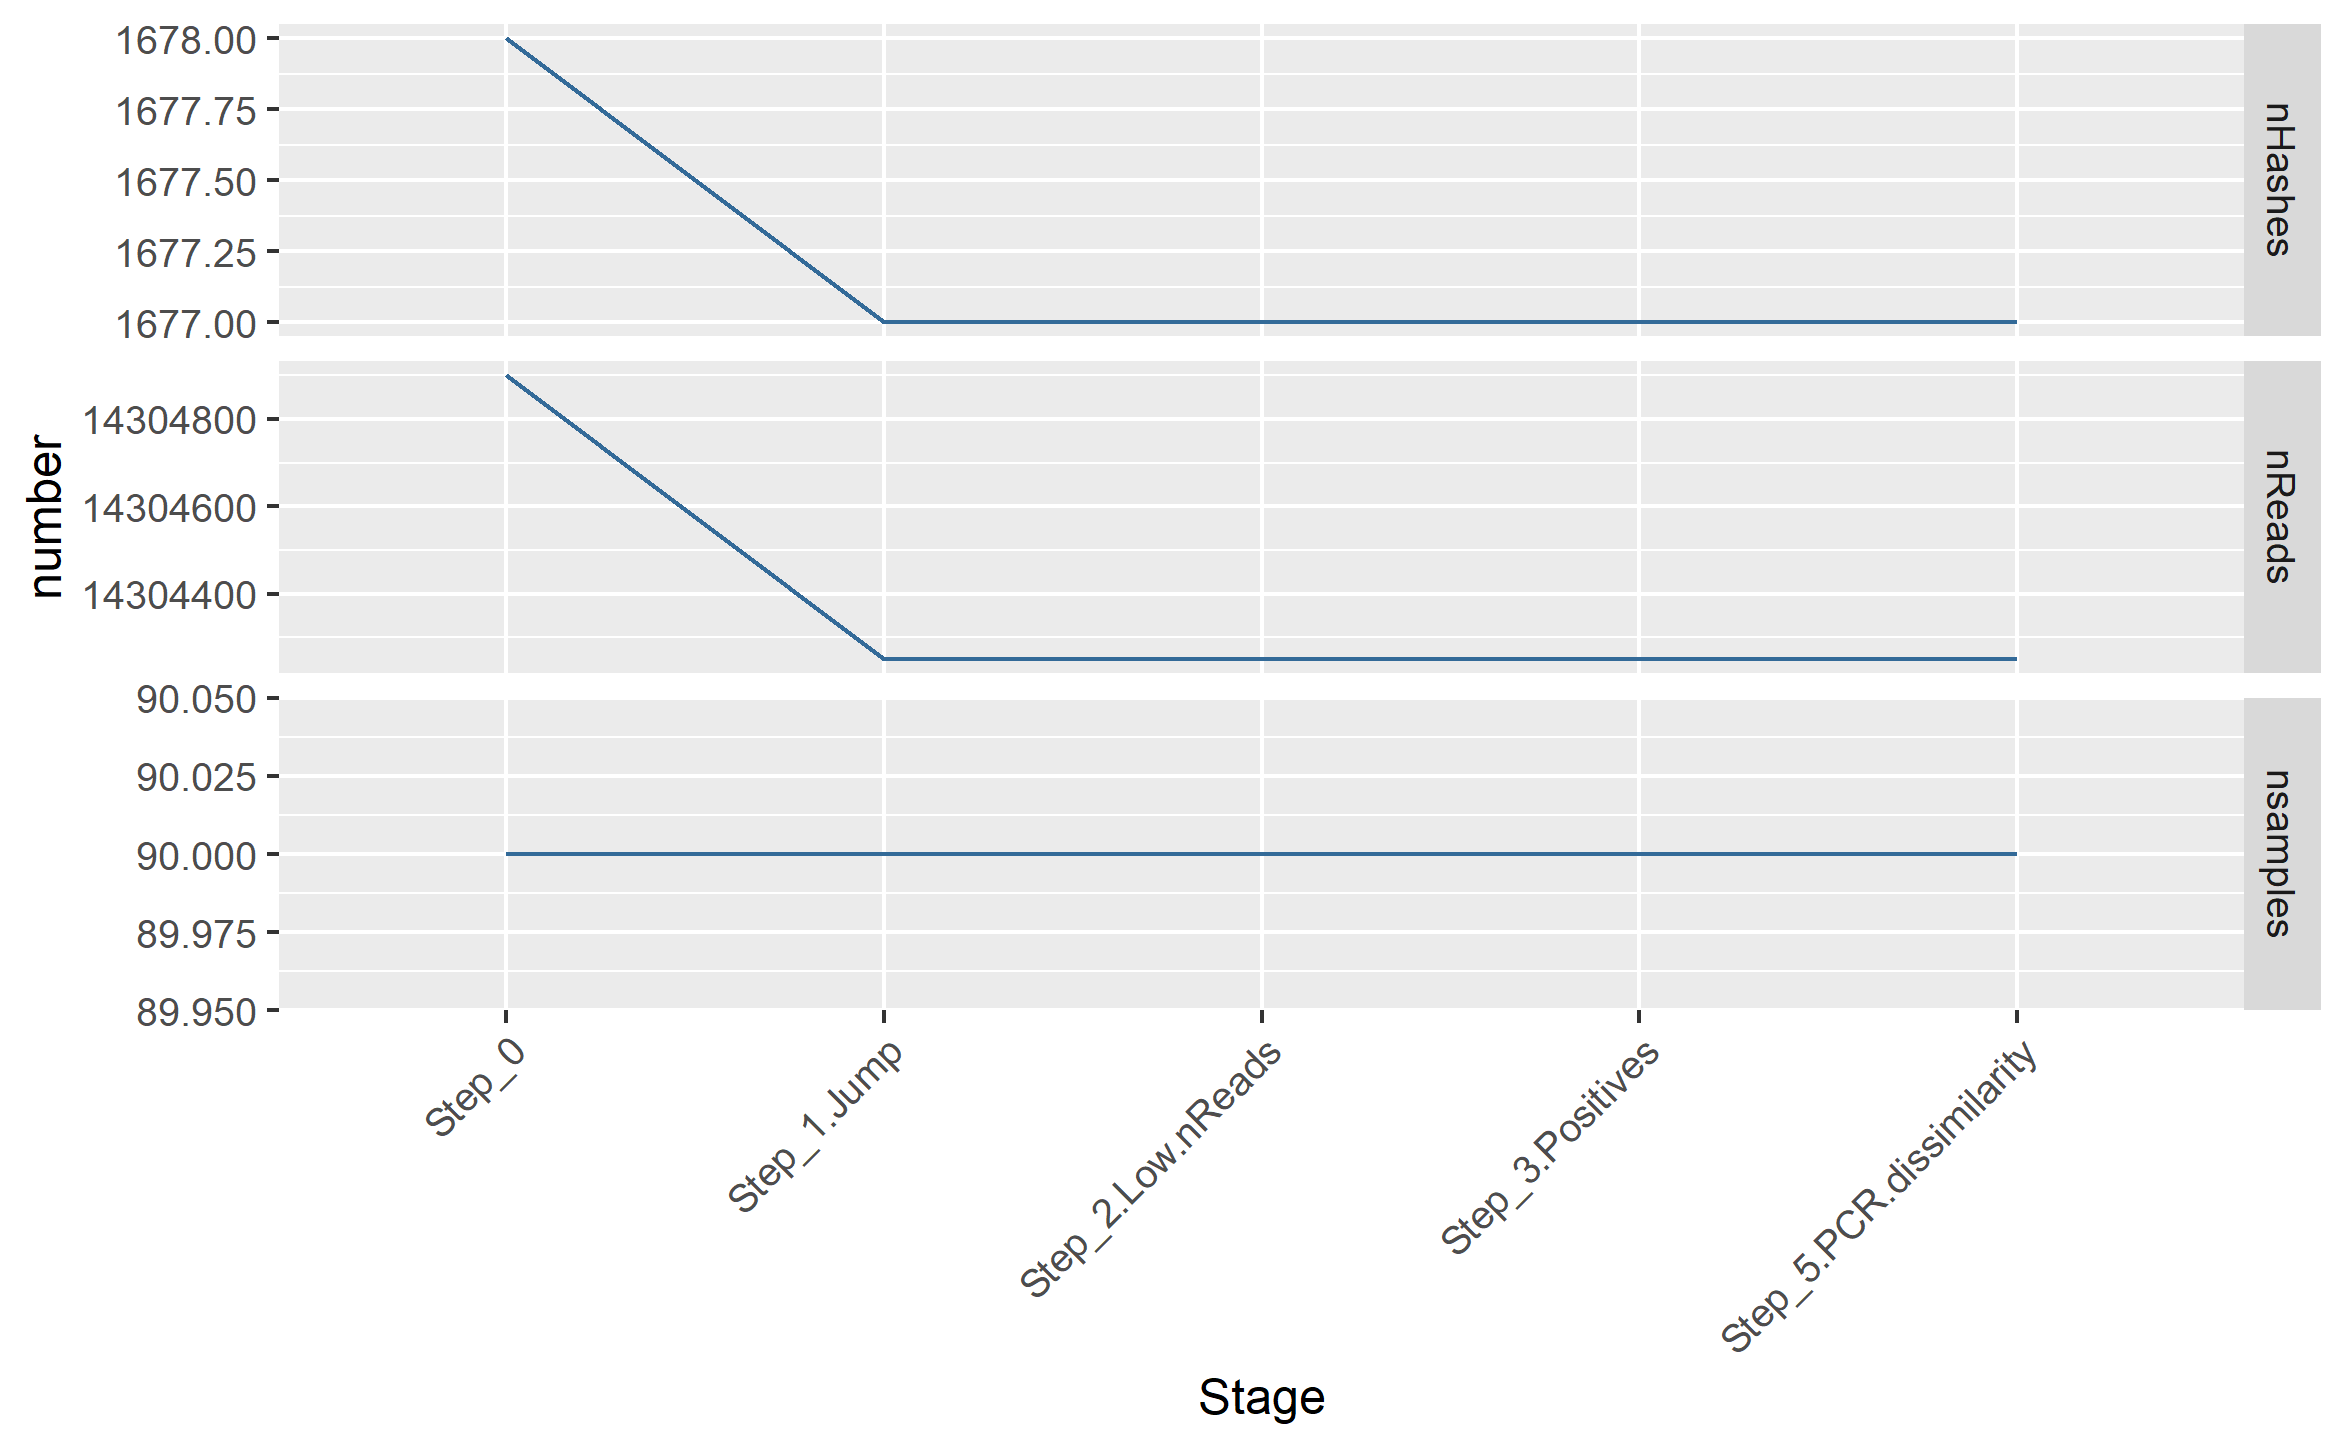 1678.00
1677.75
1677.50
1677.25
1677.00
nHashes
14304800
14304600
14304400
nReads
90.050
90.025
90.000
89.975
89.950
nsamples
number
Step_0
Step_1.Jump
Step_2.Low.nReads
Step_3.Positives
Step_5.PCR.dissimilarity
Stage